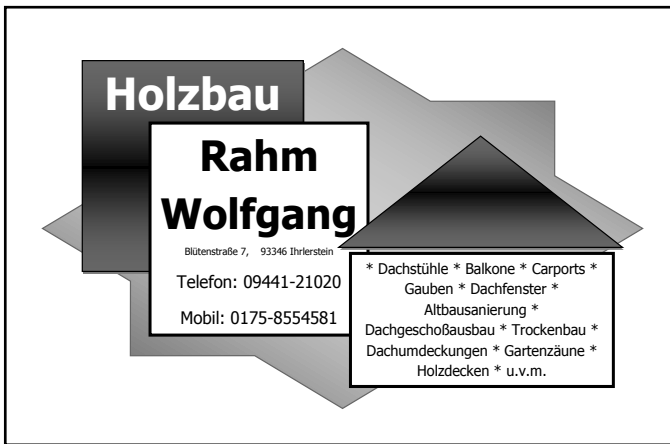 Holzbau
Rahm
Wolfgang
Blütenstraße 7, 93346 Ihrlerstein
Telefon: 09441-21020
Mobil: 0175-8554581
* Dachstühle * Balkone * Carports *
Gauben * Dachfenster *
Altbausanierung *
Dachgeschoßausbau * Trockenbau *
Dachumdeckungen * Gartenzäune *
Holzdecken * u.v.m.